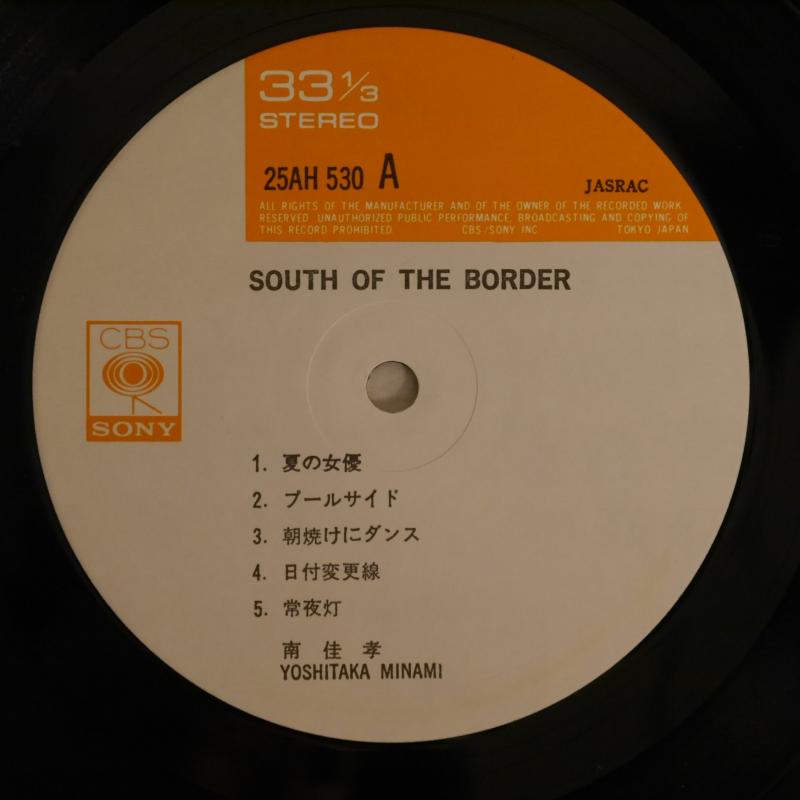 33 1/3
STEREO
25AH 530 A
JASRAC
ALL RIGHTS OF THE MANUFACTURER AND OF THE OWNER OF THE RECORDED WORK
RESERVED UNAUTHORIZED PUBLIC PERFORMANCE, BROADCASTING AND COPYING OF
THIS RECORD PROHIBITED CBS/SONY INC TOKYO JAPAN
SOUTH OF THE BORDER
CBS
SONY
1. 夏の女優
2. プールサイド
3. 朝焼けにダンス
4. 日付変更線
5. 常夜灯
南 佳 孝
YOSHITAKA MINAMI